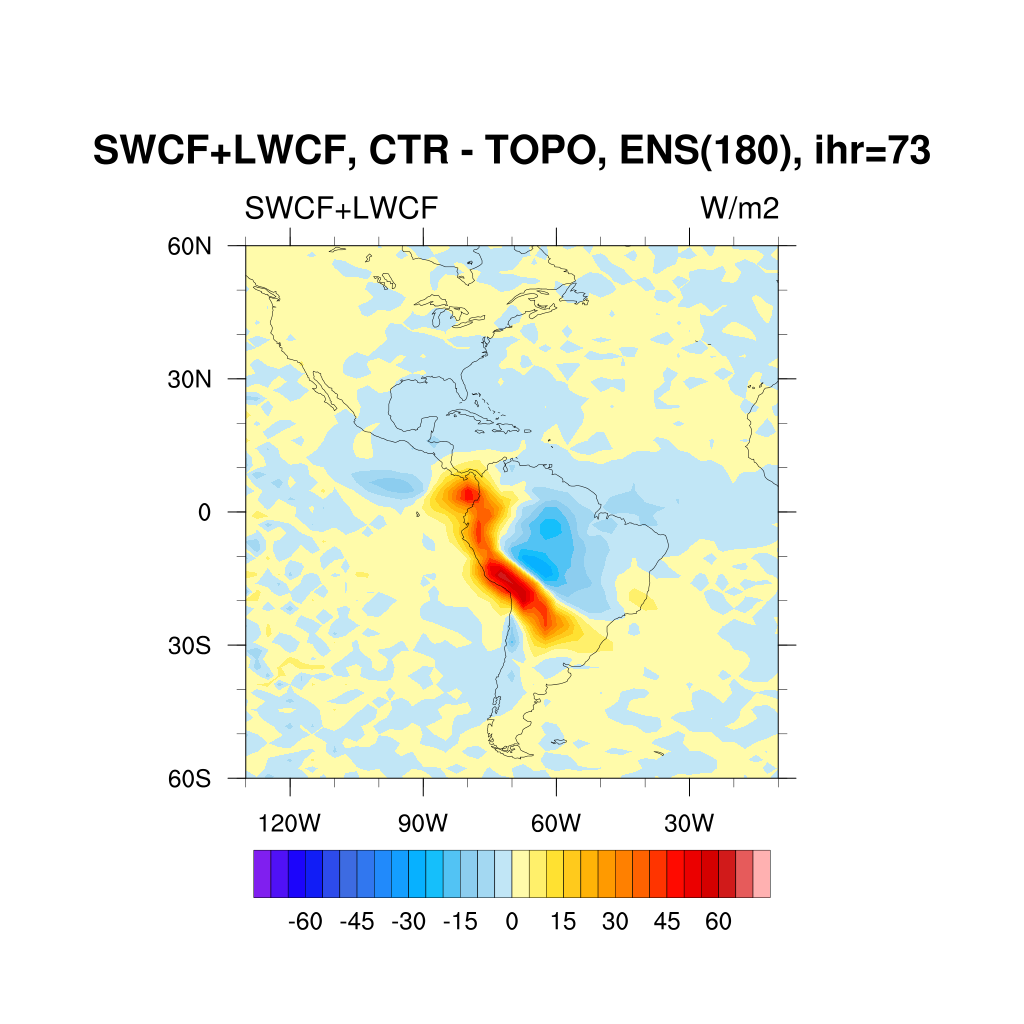 SWCF+LWCF, CTR - TOPO, ENS(180), ihr=73
SWCF+LWCF W/m2
60N
30N
0
30S
60S
120W 90W 60W 30W
-60 -45 -30 -15 0 15 30 45 60